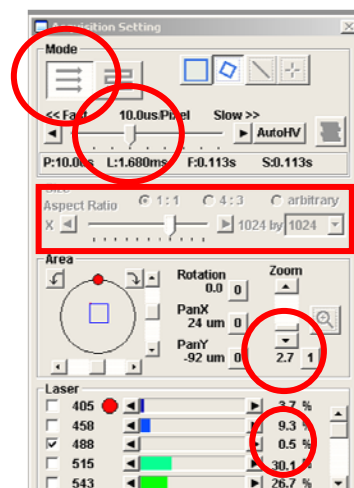 Acquisition Setting
Mode
<< Fast 10.0us/Pixel Slow >>
AutoHV
P:10.00s L:1.680ms F:0.113s S:0.113s
Size
Aspect Ratio 1 : 1 4 : 3 arbitrary
X 1024 by 1024
Area
Rotation Zoom
0.0 0
PanX
24 um 0
PanY
-92 um 0 2.7 1
Laser
405 3.7 %
458 9.3 %
488 0.5 %
515 30.1 %
543 26.7 %